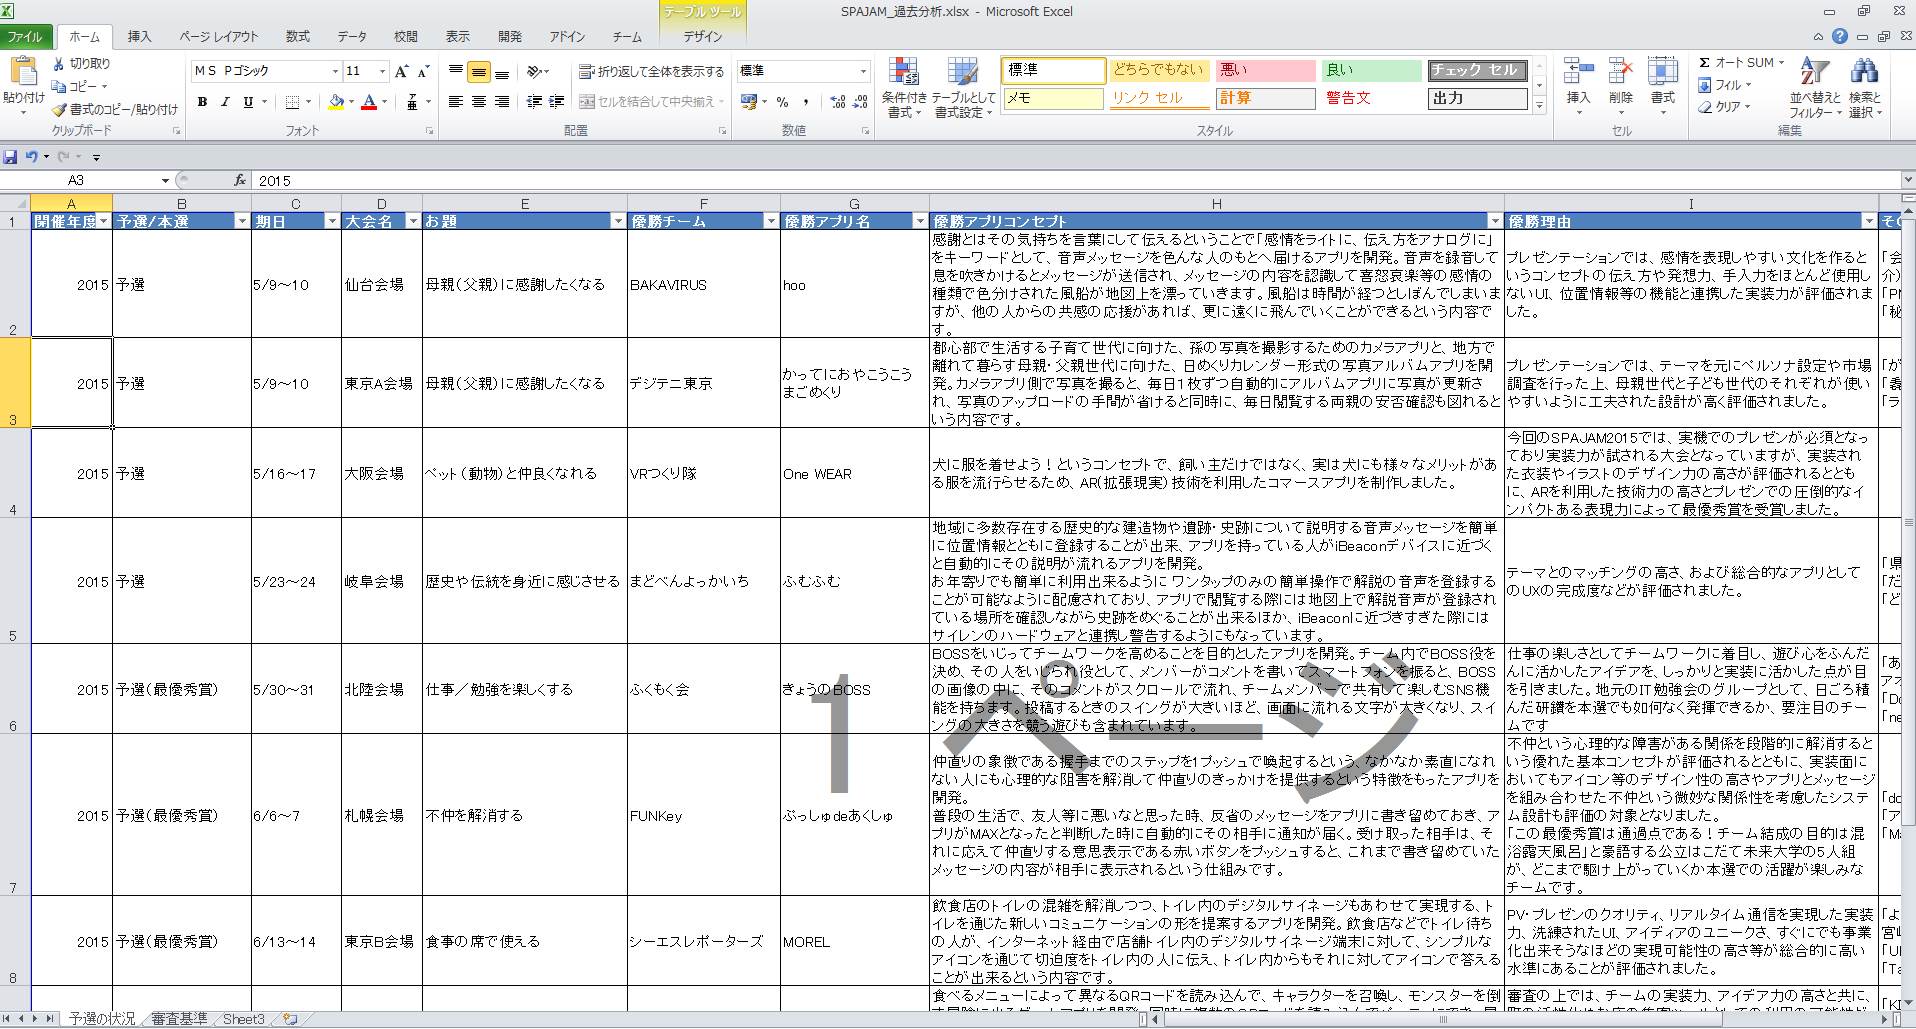 テーブル ツール
SPAJAM_過去分析.xlsx - Microsoft Excel
ファイル ホーム 挿入 ページ レイアウト 数式 データ 校閲 表示 開発 アドイン チーム デザイン
貼り付け
切り取り
コピー
書式のコピー/貼り付け
クリップボード
MS Pゴシック 11
B I U
フォント
折り返して全体を表示する
セルを結合して中央揃え
配置
標準
数値
条件付き書式
テーブルとして書式設定
標準 どちらでもない 悪い 良い チェック セル
メモ リンク セル 計算 警告文 出力
スタイル
挿入 削除 書式
セル
Σ オート SUM
フィル
クリア
並べ替えとフィルター
検索と選択
編集
A3 fx 2015
A B C D E F G H I
1 開催年度 予選/本選 期日 大会名 お題 優勝チーム 優勝アプリ名 優勝アプリコンセプト 優勝理由
2 2015 予選 5/9～10 仙台会場 母親(父親)に感謝したくなる BAKAVIRUS hoo
感謝とはその気持ちを言葉にして伝えるということで「感情をライトに、伝え方をアナログに」
をキーワードとして、音声メッセージを色んな人のもとへ届けるアプリを開発。音声を録音して
息を吹きかけるとメッセージが送信され、メッセージの内容を認識して喜怒哀楽等の感情の
種類で色分けされた風船が地図上を漂っていきます。風船は時間が経つとしぼんでしまいま
すが、他の人からの共感の応援があれば、更に遠くに飛んでいくことができるという内容で
す。
プレゼンテーションでは、感情を表現しやすい文化を作ると
いうコンセプトの伝え方や発想力、手入力をほとんど使用し
ないUI、位置情報等の機能と連携した実装力が評価されま
した。
3 2015 予選 5/9～10 東京A会場 母親(父親)に感謝したくなる デジテニ東京
かってにおやこうこう
まごめくり
都心部で生活する子育て世代に向けた、孫の写真を撮影するためのカメラアプリと、地方で
離れて暮らす母親・父親世代に向けた、日めくりカレンダー形式の写真アルバムアプリを開
発。カメラアプリ側で写真を撮ると、毎日1枚ずつ自動的にアルバムアプリに写真が更新さ
れ、写真のアップロードの手間が省けると同時に、毎日閲覧する両親の安否確認も図れると
いう内容です。
プレゼンテーションでは、テーマを元にペルソナ設定や市場
調査を行った上、母親世代と子ども世代のそれぞれが使い
やすいように工夫された設計が高く評価されました。
4 2015 予選 5/16～17 大阪会場 ペット(動物)と仲良くなれる VRつくり隊 One WEAR
犬に服を着せよう！というコンセプトで、飼い主だけではなく、実は犬にも様々なメリットがあ
る服を流行らせるため、AR(拡張現実)技術を利用したコマースアプリを制作しました。
今回のSPAJAM2015では、実機でのプレゼンが必須となっ
ており実装力が試される大会となっていますが、実装され
た衣装やイラストのデザイン力の高さが評価されるととも
に、ARを利用した技術力の高さとプレゼンでの圧倒的なイ
ンパクトある表現力によって最優秀賞を受賞しました。
5 2015 予選 5/23～24 岐阜会場 歴史や伝統を身近に感じさせる まどべんよっかいち ふむふむ
地域に多数存在する歴史的な建造物や遺跡・史跡について説明する音声メッセージを簡単
に位置情報とともに登録することが出来、アプリを持っている人がiBeaconデバイスに近づく
と自動的にその説明が流れるアプリを開発。
お年寄りでも簡単に利用出来るようにワンタップのみの簡単操作で解説の音声を登録する
ことが可能なように配慮されており、アプリで閲覧する際には地図上で解説音声が登録され
ている場所を確認しながら史跡をめぐることが出来るほか、iBeaconに近づきすぎた際には
サイレンのハードウェアと連携し警告するようにもなっています。
テーマとのマッチングの高さ、および総合的なアプリとして
のUXの完成度などが評価されました。
6 2015 予選(最優秀賞) 5/30～31 北陸会場 仕事／勉強を楽しくする ふくもく会 きょうのBOSS
BOSSをいじってチームワークを高めることを目的としたアプリを開発。チーム内でBOSS役を
決め、その人をいじられ役として、メンバーがコメントを書いてスマートフォンを振ると、BOSS
の画像の中に、そのコメントがスクロールで流れ、チームメンバーで共有して楽しむSNS機
能を持ちます。投稿するときのスイングが大きいほど、画面に流れる文字が大きくなり、スイ
ングの大きさを競う遊びも含まれています。
仕事の楽しさとしてチームワークに着目し、遊び心をふんだ
んに活かしたアイデアを、しっかりと実装に活かした点が目
を引きました。地元のIT勉強会のグループとして、日ごろ積
んだ研鑽を本選でも如何なく発揮できるか、要注目のチー
ムです
7 2015 予選(最優秀賞) 6/6～7 札幌会場 不仲を解消する FUNKey ぷっしゅdeあくしゅ
仲直りの象徴である握手までのステップを1プッシュで喚起するという、なかなか素直になれ
ない人にも心理的な阻害を解消して仲直りのきっかけを提供するという特徴をもったアプリを
開発。
普段の生活で、友人等に悪いなと思った時、反省のメッセージをアプリに書き留めておき、ア
プリがMAXとなったと判断した時に自動的にその相手に通知が届く。受け取った相手は、そ
れに応えて仲直りする意思表示である赤いボタンをプッシュすると、これまで書き留めていた
メッセージの内容が相手に表示されるという仕組みです。
不仲という心理的な障害がある関係を段階的に解消すると
いう優れた基本コンセプトが評価されるとともに、実装面に
おいてもアイコン等のデザイン性の高さやアプリとメッセージ
を組み合わせた不仲という微妙な関係性を考慮したシステ
ム設計も評価の対象となりました。
「この最優秀賞は通過点である！チーム結成の目的は混
浴露天風呂」と豪語する公立はこだて未来大学の5人組
が、どこまで駆け上がっていくか本選での活躍が楽しみな
チームです。
8 2015 予選(最優秀賞) 6/13～14 東京B会場 食事の席で使える シーエスレポーターズ MOREL
飲食店のトイレの混雑を解消しつつ、トイレ内のデジタルサイネージもあわせて実現する、ト
イレを通じた新しいコミュニケーションの形を提案するアプリを開発。飲食店などでトイレ待ち
の人が、インターネット経由で店舗トイレ内のデジタルサイネージ端末に対して、シンプルな
アイコンを通じて切迫度をトイレ内の人に伝え、トイレ内からもそれに対してアイコンで答える
ことが出来るという内容です。
PV・プレゼンのクオリティ、リアルタイム通信を実現した実装
力、洗練されたUI、アイディアのユニークさ、すぐにでも事業
化出来そうなほどの実現可能性の高さ等が総合的に高い
水準にあることが評価されました。
食べるメニューによって異なるQRコードを読み込んで、キャラクターを召喚し、モンスターを倒
審査の上では、チームの実装力、アイデア力の高さと共に、
1 ページ
予選の状況 審査基準 Sheet3